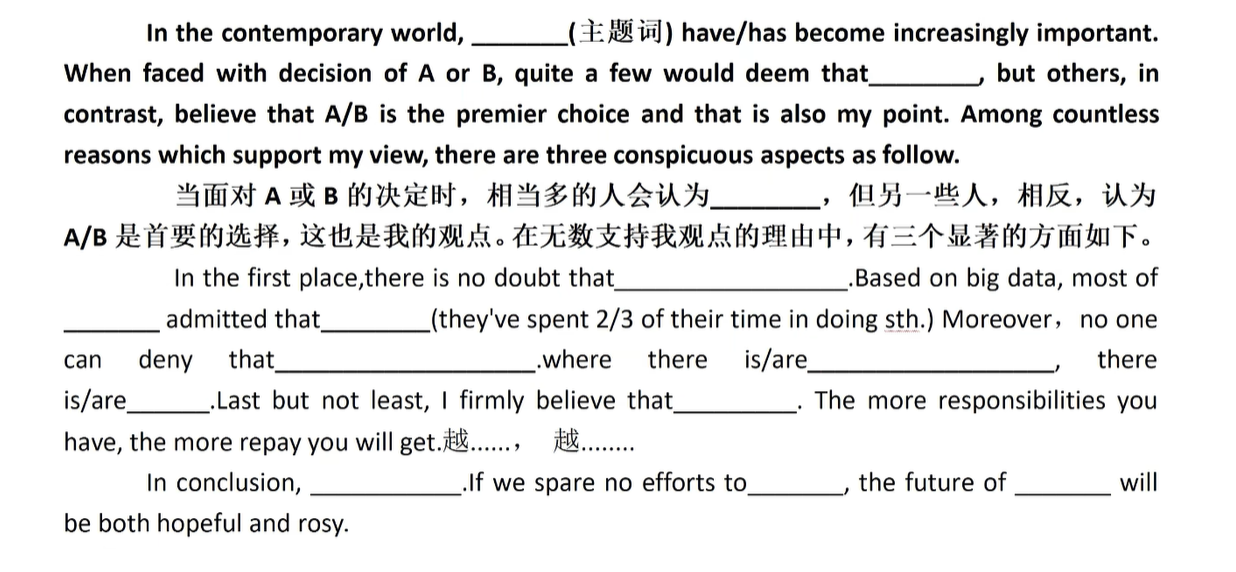 In the contemporary world, _______(主题词) have/has become increasingly important.
When faced with decision of A or B, quite a few would deem that________, but others, in
contrast, believe that A/B is the premier choice and that is also my point. Among countless
reasons which support my view, there are three conspicuous aspects as follow.
当面对 A 或 B 的决定时，相当多的人会认为________，但另一些人，相反，认为
A/B 是首要的选择，这也是我的观点。在无数支持我观点的理由中，有三个显著的方面如下。
In the first place,there is no doubt that_________________.Based on big data, most of
_______ admitted that________(they've spent 2/3 of their time in doing sth.) Moreover，no one
can deny that___________________.where there is/are__________________, there
is/are______.Last but not least, I firmly believe that_________. The more responsibilities you
have, the more repay you will get.越......， 越........
In conclusion, ___________.If we spare no efforts to_______, the future of _______ will
be both hopeful and rosy.